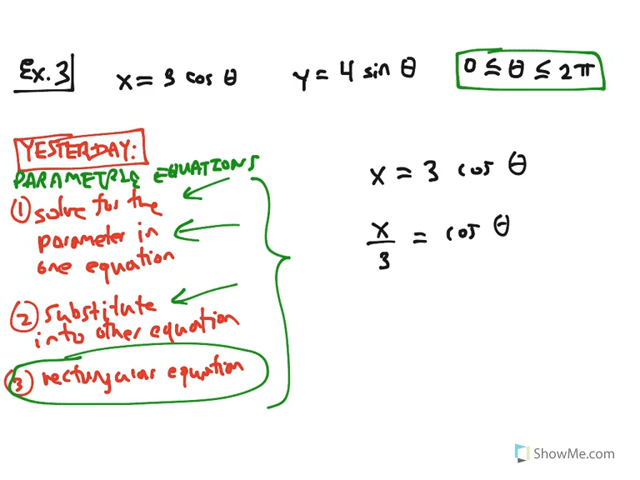 Ex. 3 x = 3 cos θ y = 4 sin θ 0 ≤ θ ≤ 2π
YESTERDAY:
PARAMETRIC EQUATIONS
① solve for the
parameter in
one equation
② substitute
into other equation
③ rectangular equation
x = 3 cos θ
x/3 = cos θ
ShowMe.com